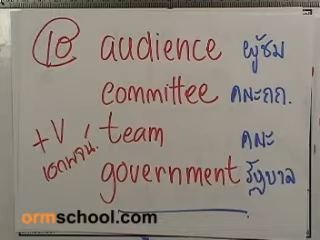 10 audience ผู้ชม
committee คณะกก.
team คณะ
+V เอกพจน์.
government รัฐบาล
ormschool.com